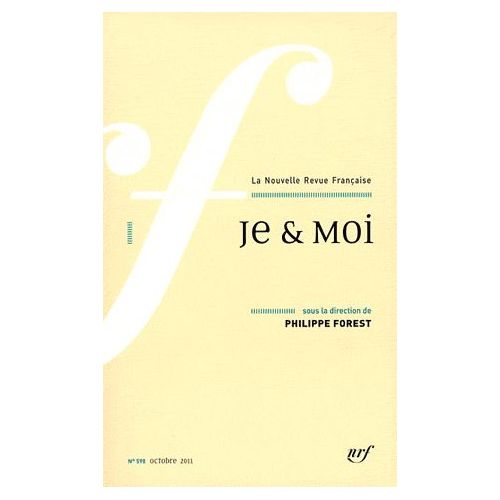 La Nouvelle Revue Française
Je & Moi
sous la direction de
PHILIPPE FOREST
N° 598 octobre 2011
nrf